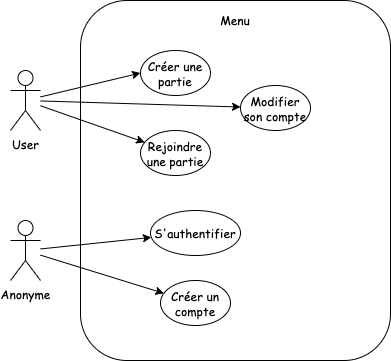 Menu
Créer une
partie
Modifier
son compte
User
Rejoindre
une partie
S'authentifier
Anonyme
Créer un
compte